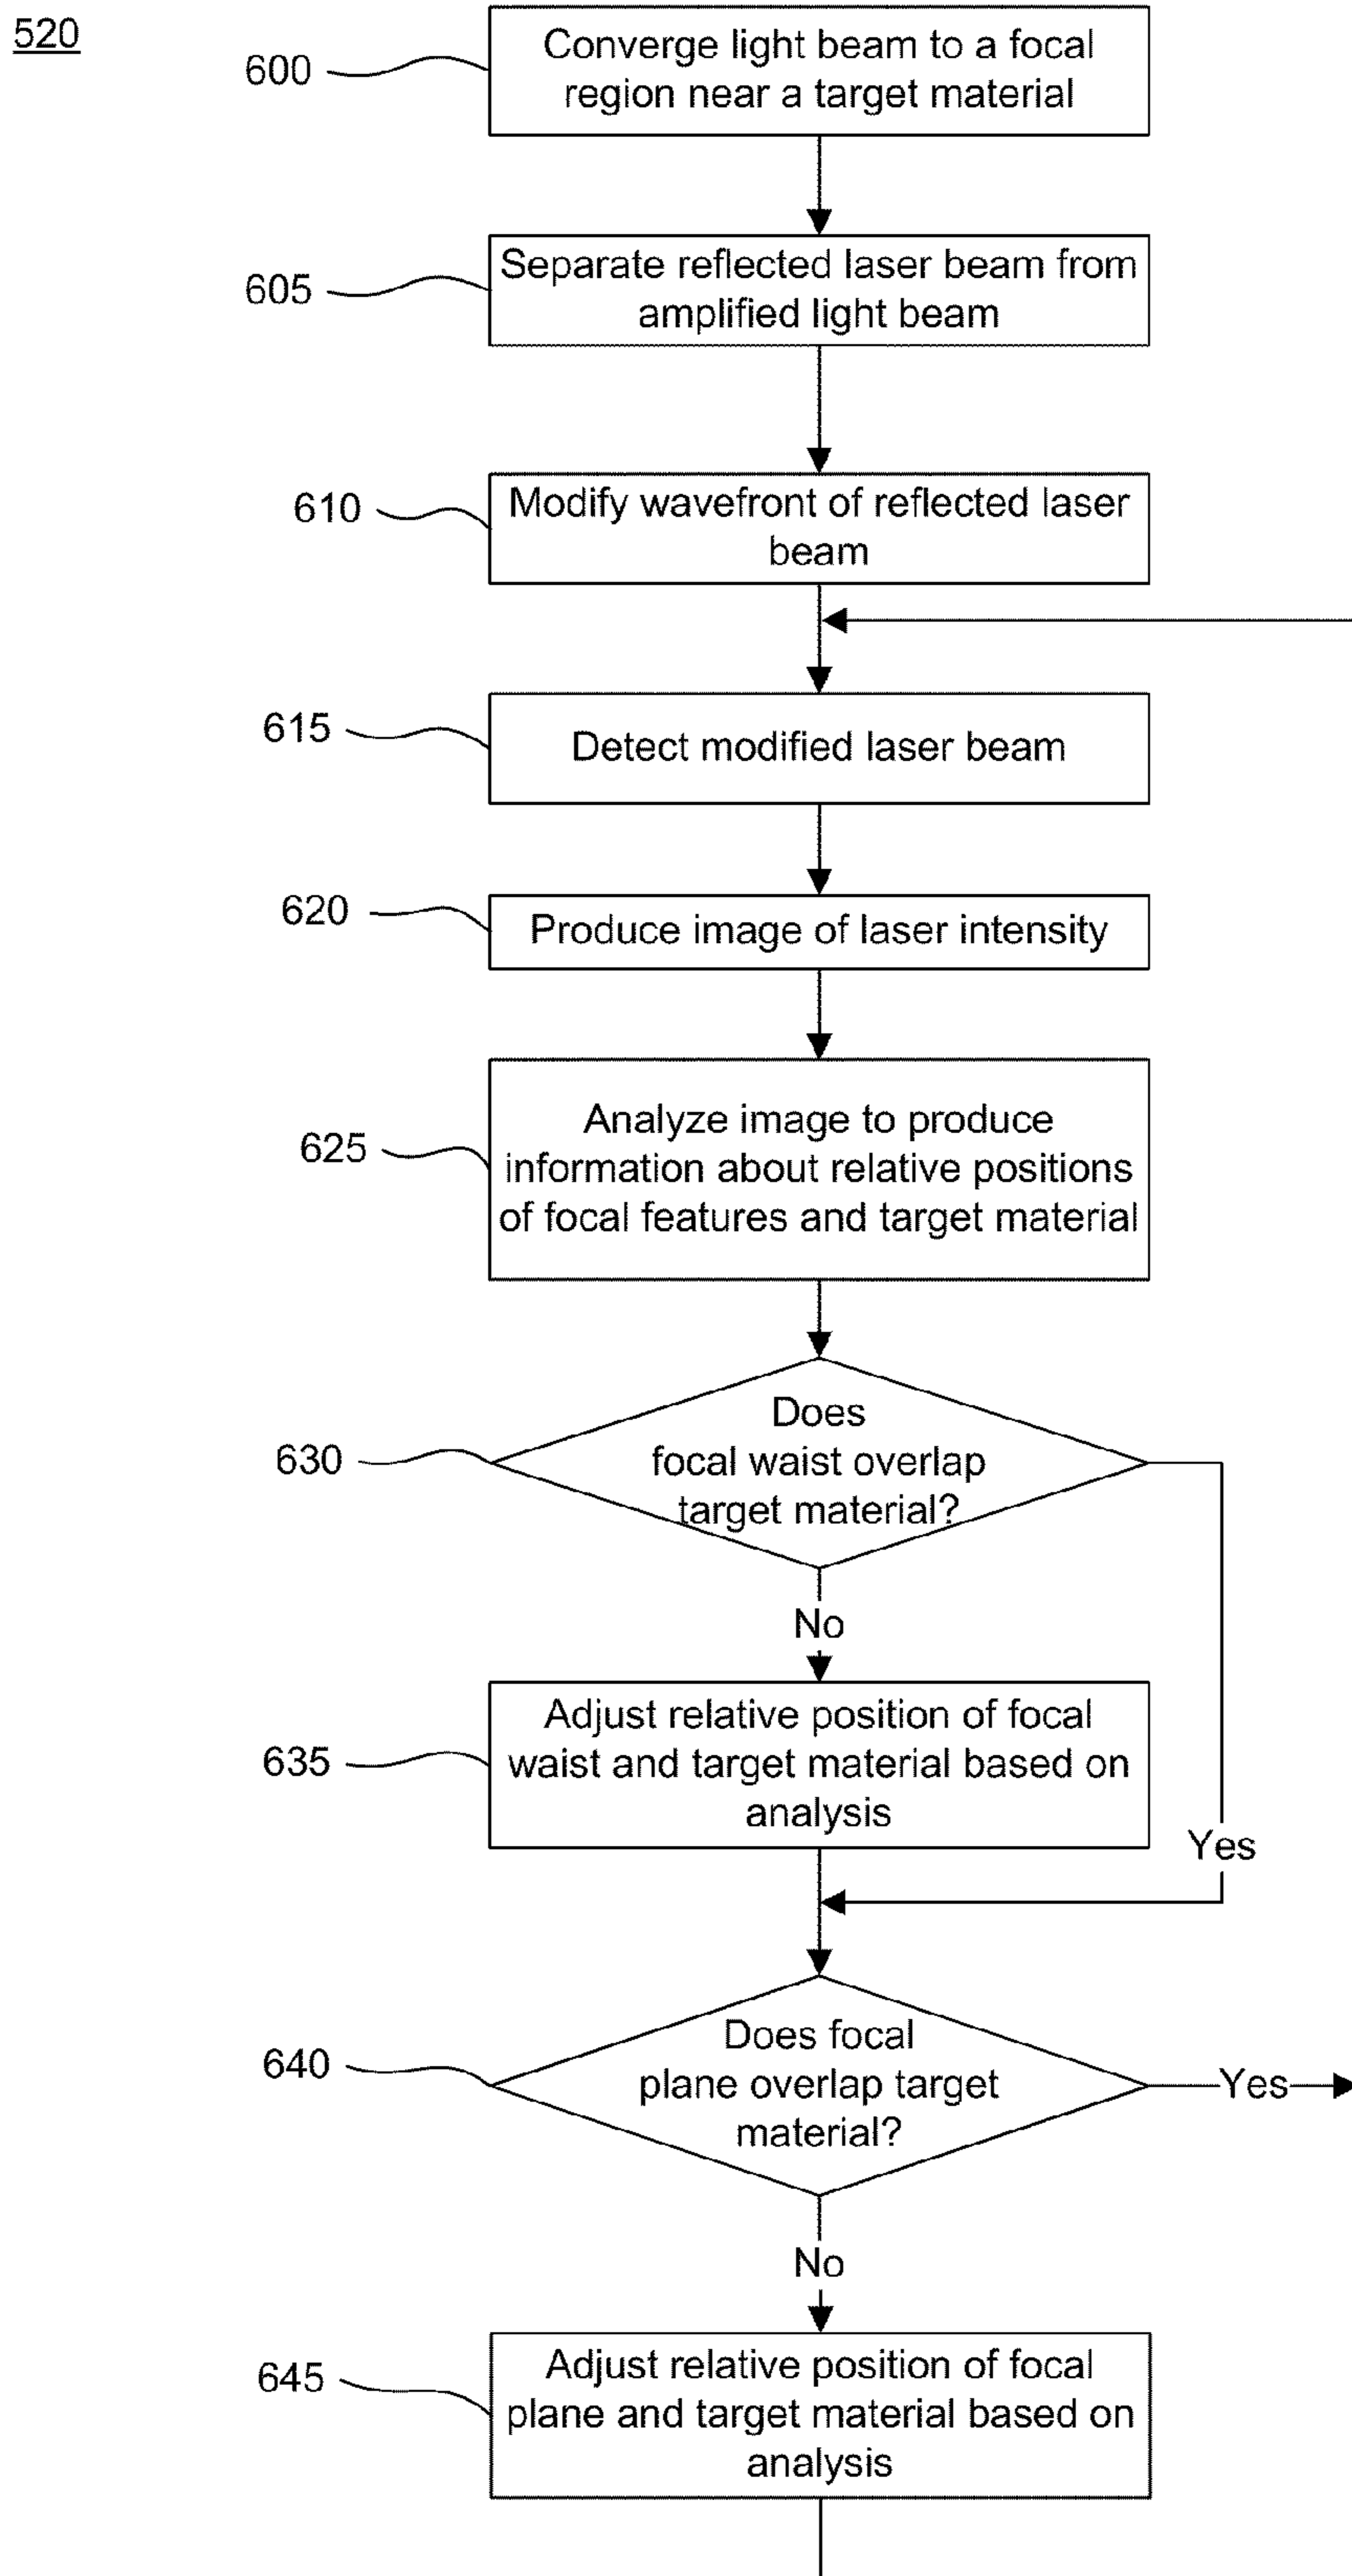 520
600
Converge light beam to a focal
region near a target material
605
Separate reflected laser beam from
amplified light beam
610
Modify wavefront of reflected laser
beam
615
Detect modified laser beam
620
Produce image of laser intensity
625
Analyze image to produce
information about relative positions
of focal features and target material
630
Does
focal waist overlap
target material?
No
635
Adjust relative position of focal
waist and target material based on
analysis
Yes
640
Does focal
plane overlap target
material?
Yes
No
645
Adjust relative position of focal
plane and target material based on
analysis